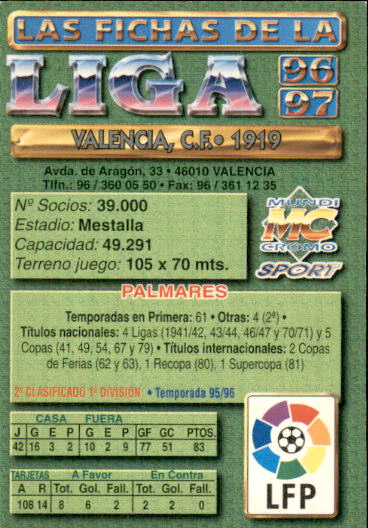 LAS FICHAS DE LA
LIGA 96
97
VALENCIA, C.F. • 1919
Avda. de Aragón, 33 • 46010 VALENCIA
Tlfn.: 96 / 360 05 50 • Fax: 96 / 361 12 35
Nº Socios: 39.000
Estadio: Mestalla
Capacidad: 49.291
Terreno juego: 105 x 70 mts.
MUNDI
MC
CROMO
SPORT
PALMARES
Temporadas en Primera: 61 • Otras: 4 (2ª) •
Títulos nacionales: 4 Ligas (1941/42, 43/44, 46/47 y 70/71) y 5
Copas (41, 49, 54, 67 y 79) • Títulos internacionales: 2 Copas
de Ferias (62 y 63), 1 Recopa (80), 1 Supercopa (81)
2º CLASIFICADO 1ª DIVISIÓN • Temporada 95/96
CASA FUERA
J G E P G E P GF GC PTOS.
42 16 3 2 10 2 9 77 51 83
TARJETAS A Favor En Contra
A R Tot. Gol. Fall. Tot. Gol. Fall.
108 14 8 6 2 2 2 0
LFP